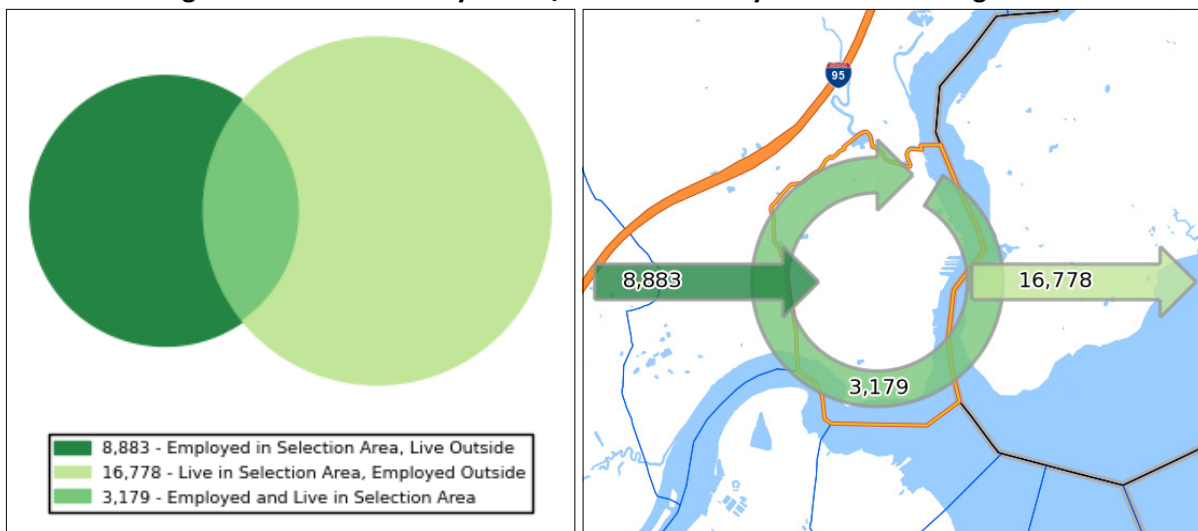 8,883 - Employed in Selection Area, Live Outside
16,778 - Live in Selection Area, Employed Outside
3,179 - Employed and Live in Selection Area
95
8,883
16,778
3,179